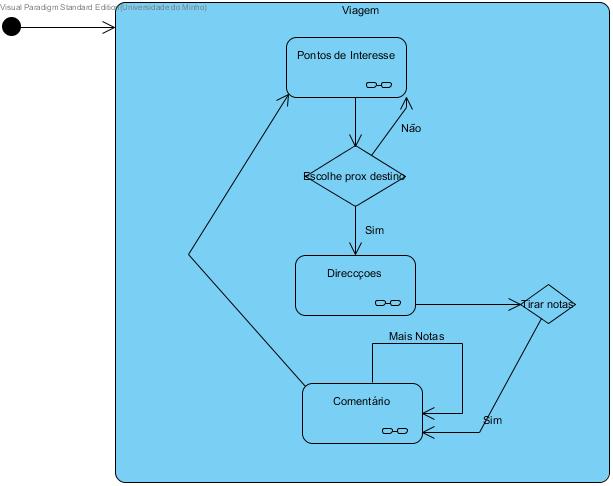 Visual Paradigm Standard Edition(Universidade do Minho)
Viagem
Pontos de Interesse
Não
Escolhe prox destino
Sim
Direcçoes
Tirar notas
Mais Notas
Comentário
Sim